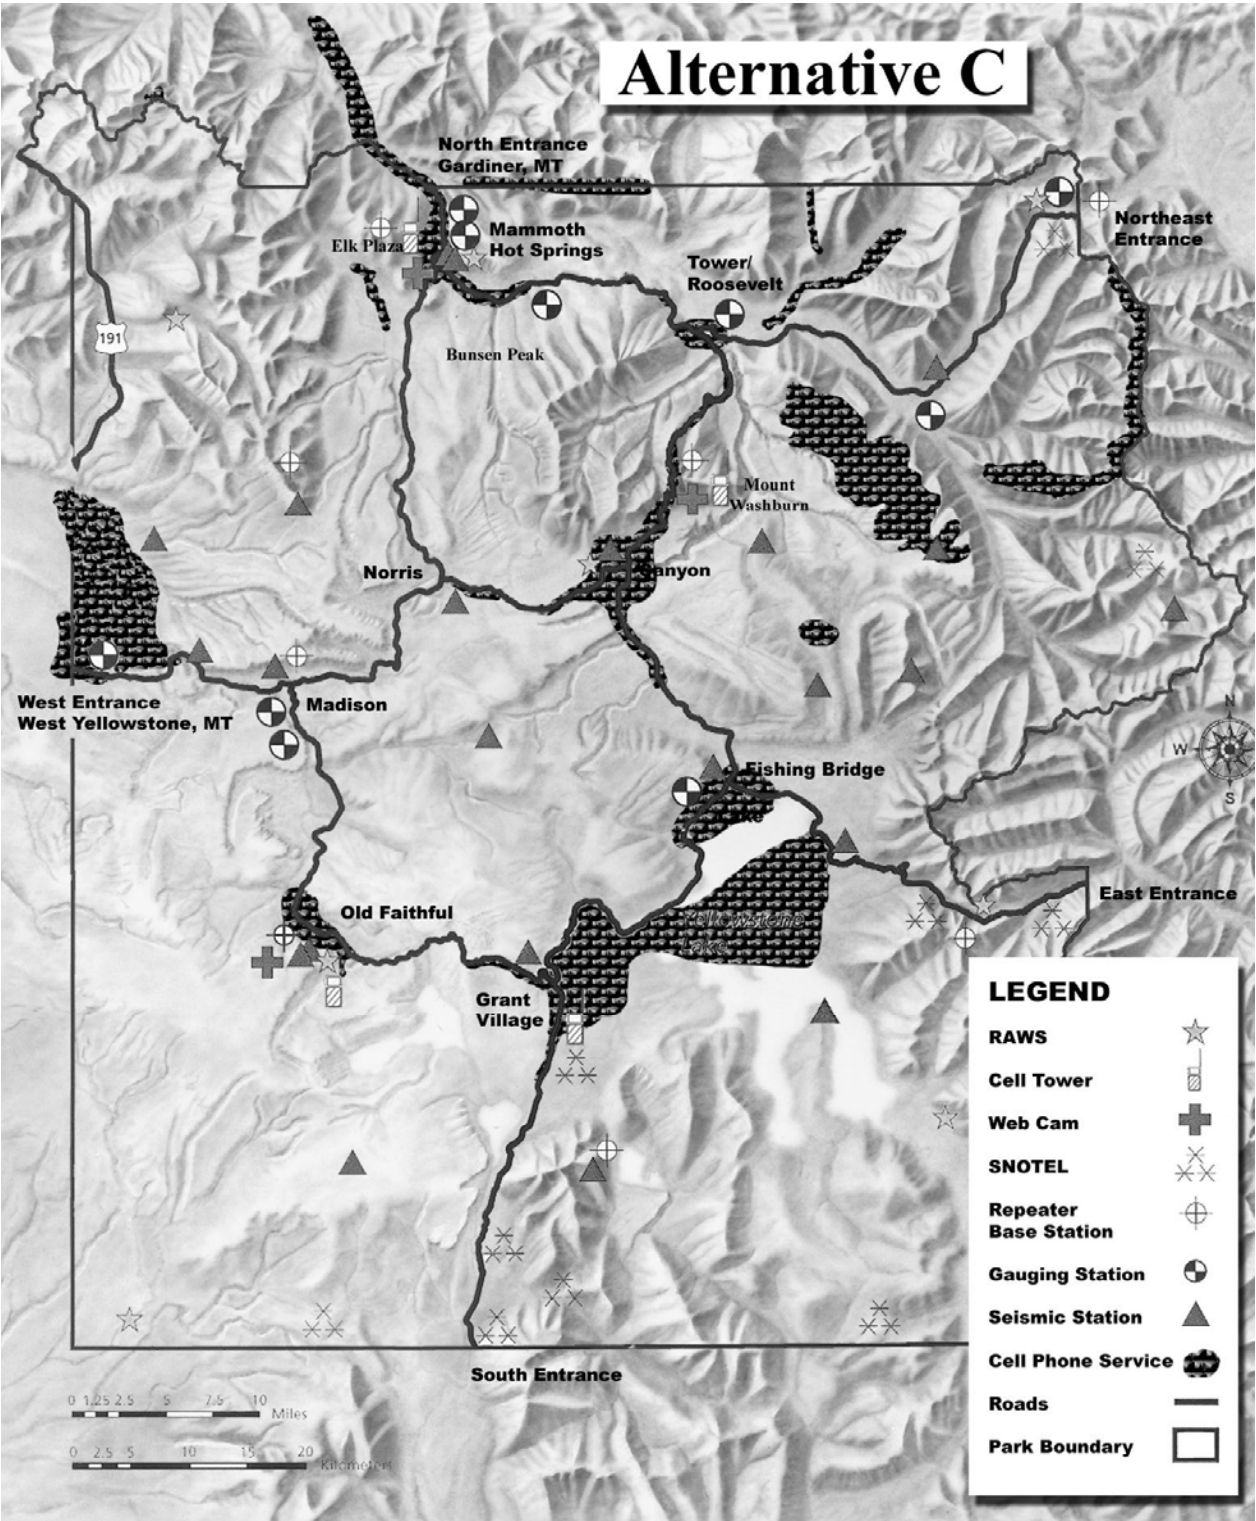 Alternative C
North Entrance
Gardiner, MT
Mammoth
Hot Springs
Elk Plaza
Northeast
Entrance
Tower/
Roosevelt
191
Bunsen Peak
Mount
Washburn
Norris
Canyon
West Entrance
West Yellowstone, MT
Madison
N
W
S
Fishing Bridge
East Entrance
Old Faithful
Yellowstone
Lake
Grant
Village
LEGEND
RAWS
Cell Tower
Web Cam
SNOTEL
Repeater
Base Station
Gauging Station
Seismic Station
Cell Phone Service
Roads
Park Boundary
South Entrance
0 1.25 2.5 5 7.5 10
Miles
0 2.5 5 10 15 20
Kilometers